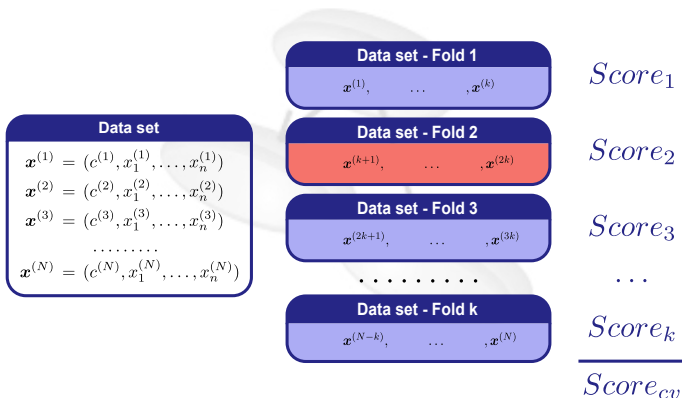 Data set
x^(1) = (c^(1), x_1^(1), . . . , x_n^(1))
x^(2) = (c^(2), x_1^(2), . . . , x_n^(2))
x^(3) = (c^(3), x_1^(3), . . . , x_n^(3))
. . . . . . . . .
x^(N) = (c^(N), x_1^(N), . . . , x_n^(N))
Data set - Fold 1
x^(1), . . . , x^(k)
Data set - Fold 2
x^(k+1), . . . , x^(2k)
Data set - Fold 3
x^(2k+1), . . . , x^(3k)
. . . . . . . . .
Data set - Fold k
x^(N−k), . . . , x^(N)
Score_1
Score_2
Score_3
. . .
Score_k
Score_cv